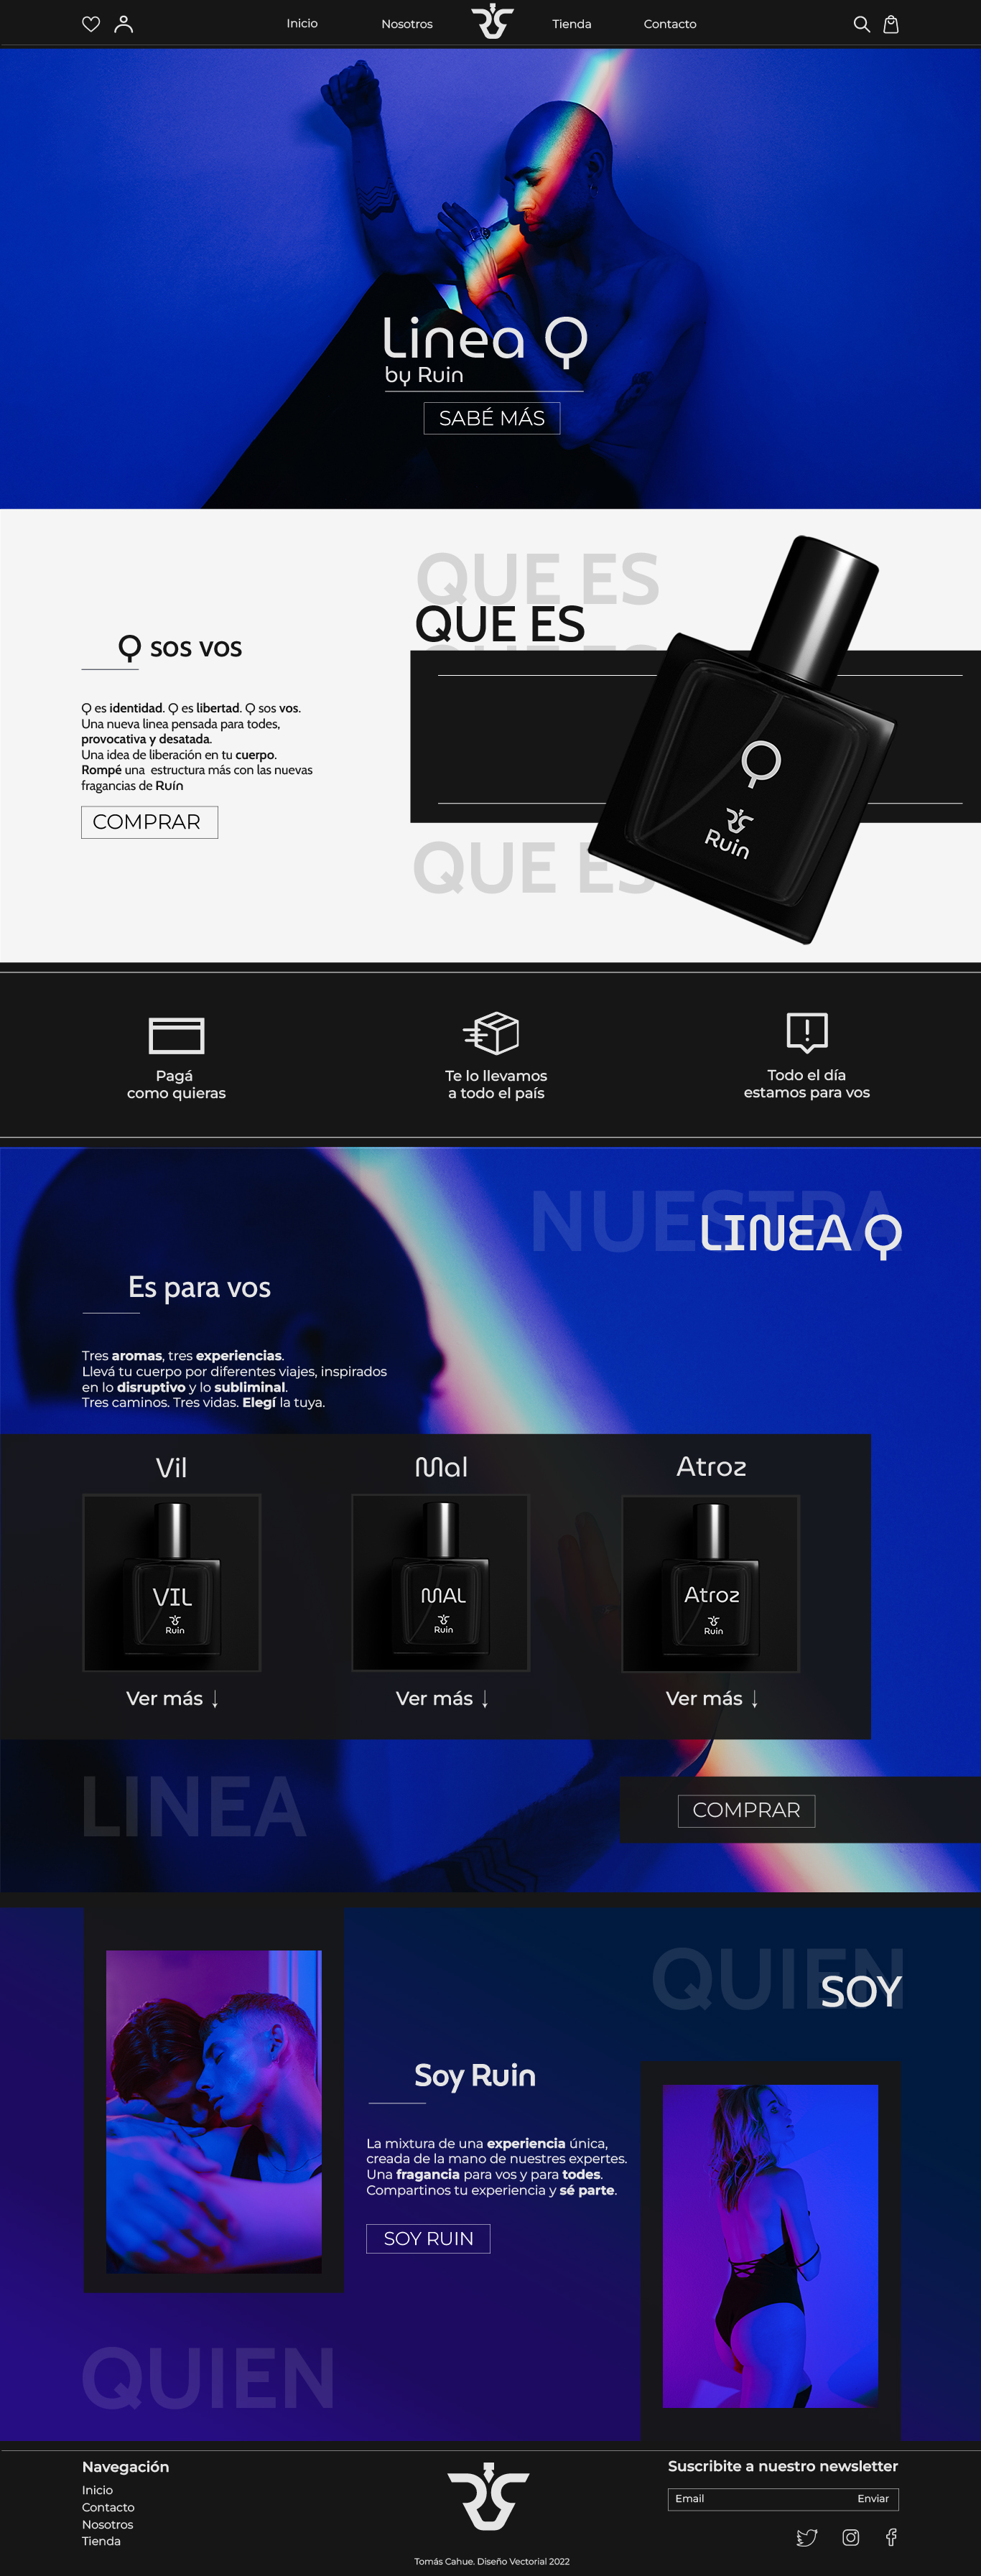 Inicio
Nosotros
Tienda
Contacto
Linea Q
by Ruin
SABÉ MÁS
QUE ES
QUE ES
QUE ES
Q sos vos
Q es identidad. Q es libertad. Q sos vos.
Una nueva linea pensada para todes,
provocativa y desatada.
Una idea de liberación en tu cuerpo.
Rompé una estructura más con las nuevas
fragancias de Ruín
COMPRAR
Q
Ruin
QUE ES
Pagá
como quieras
Te lo llevamos
a todo el país
Todo el día
estamos para vos
NUESTRA
LINEA Q
Es para vos
Tres aromas, tres experiencias.
Llevá tu cuerpo por diferentes viajes, inspirados
en lo disruptivo y lo subliminal.
Tres caminos. Tres vidas. Elegí la tuya.
Vil
Mal
Atroz
VIL
Ruin
MAL
Ruin
Atroz
Ruin
Ver más
Ver más
Ver más
LINEA
COMPRAR
QUIEN
SOY
Soy Ruin
La mixtura de una experiencia única,
creada de la mano de nuestres expertes.
Una fragancia para vos y para todes.
Compartinos tu experiencia y sé parte.
SOY RUIN
QUIEN
Navegación
Inicio
Contacto
Nosotros
Tienda
Suscribite a nuestro newsletter
Email
Enviar
Tomás Cahue. Diseño Vectorial 2022